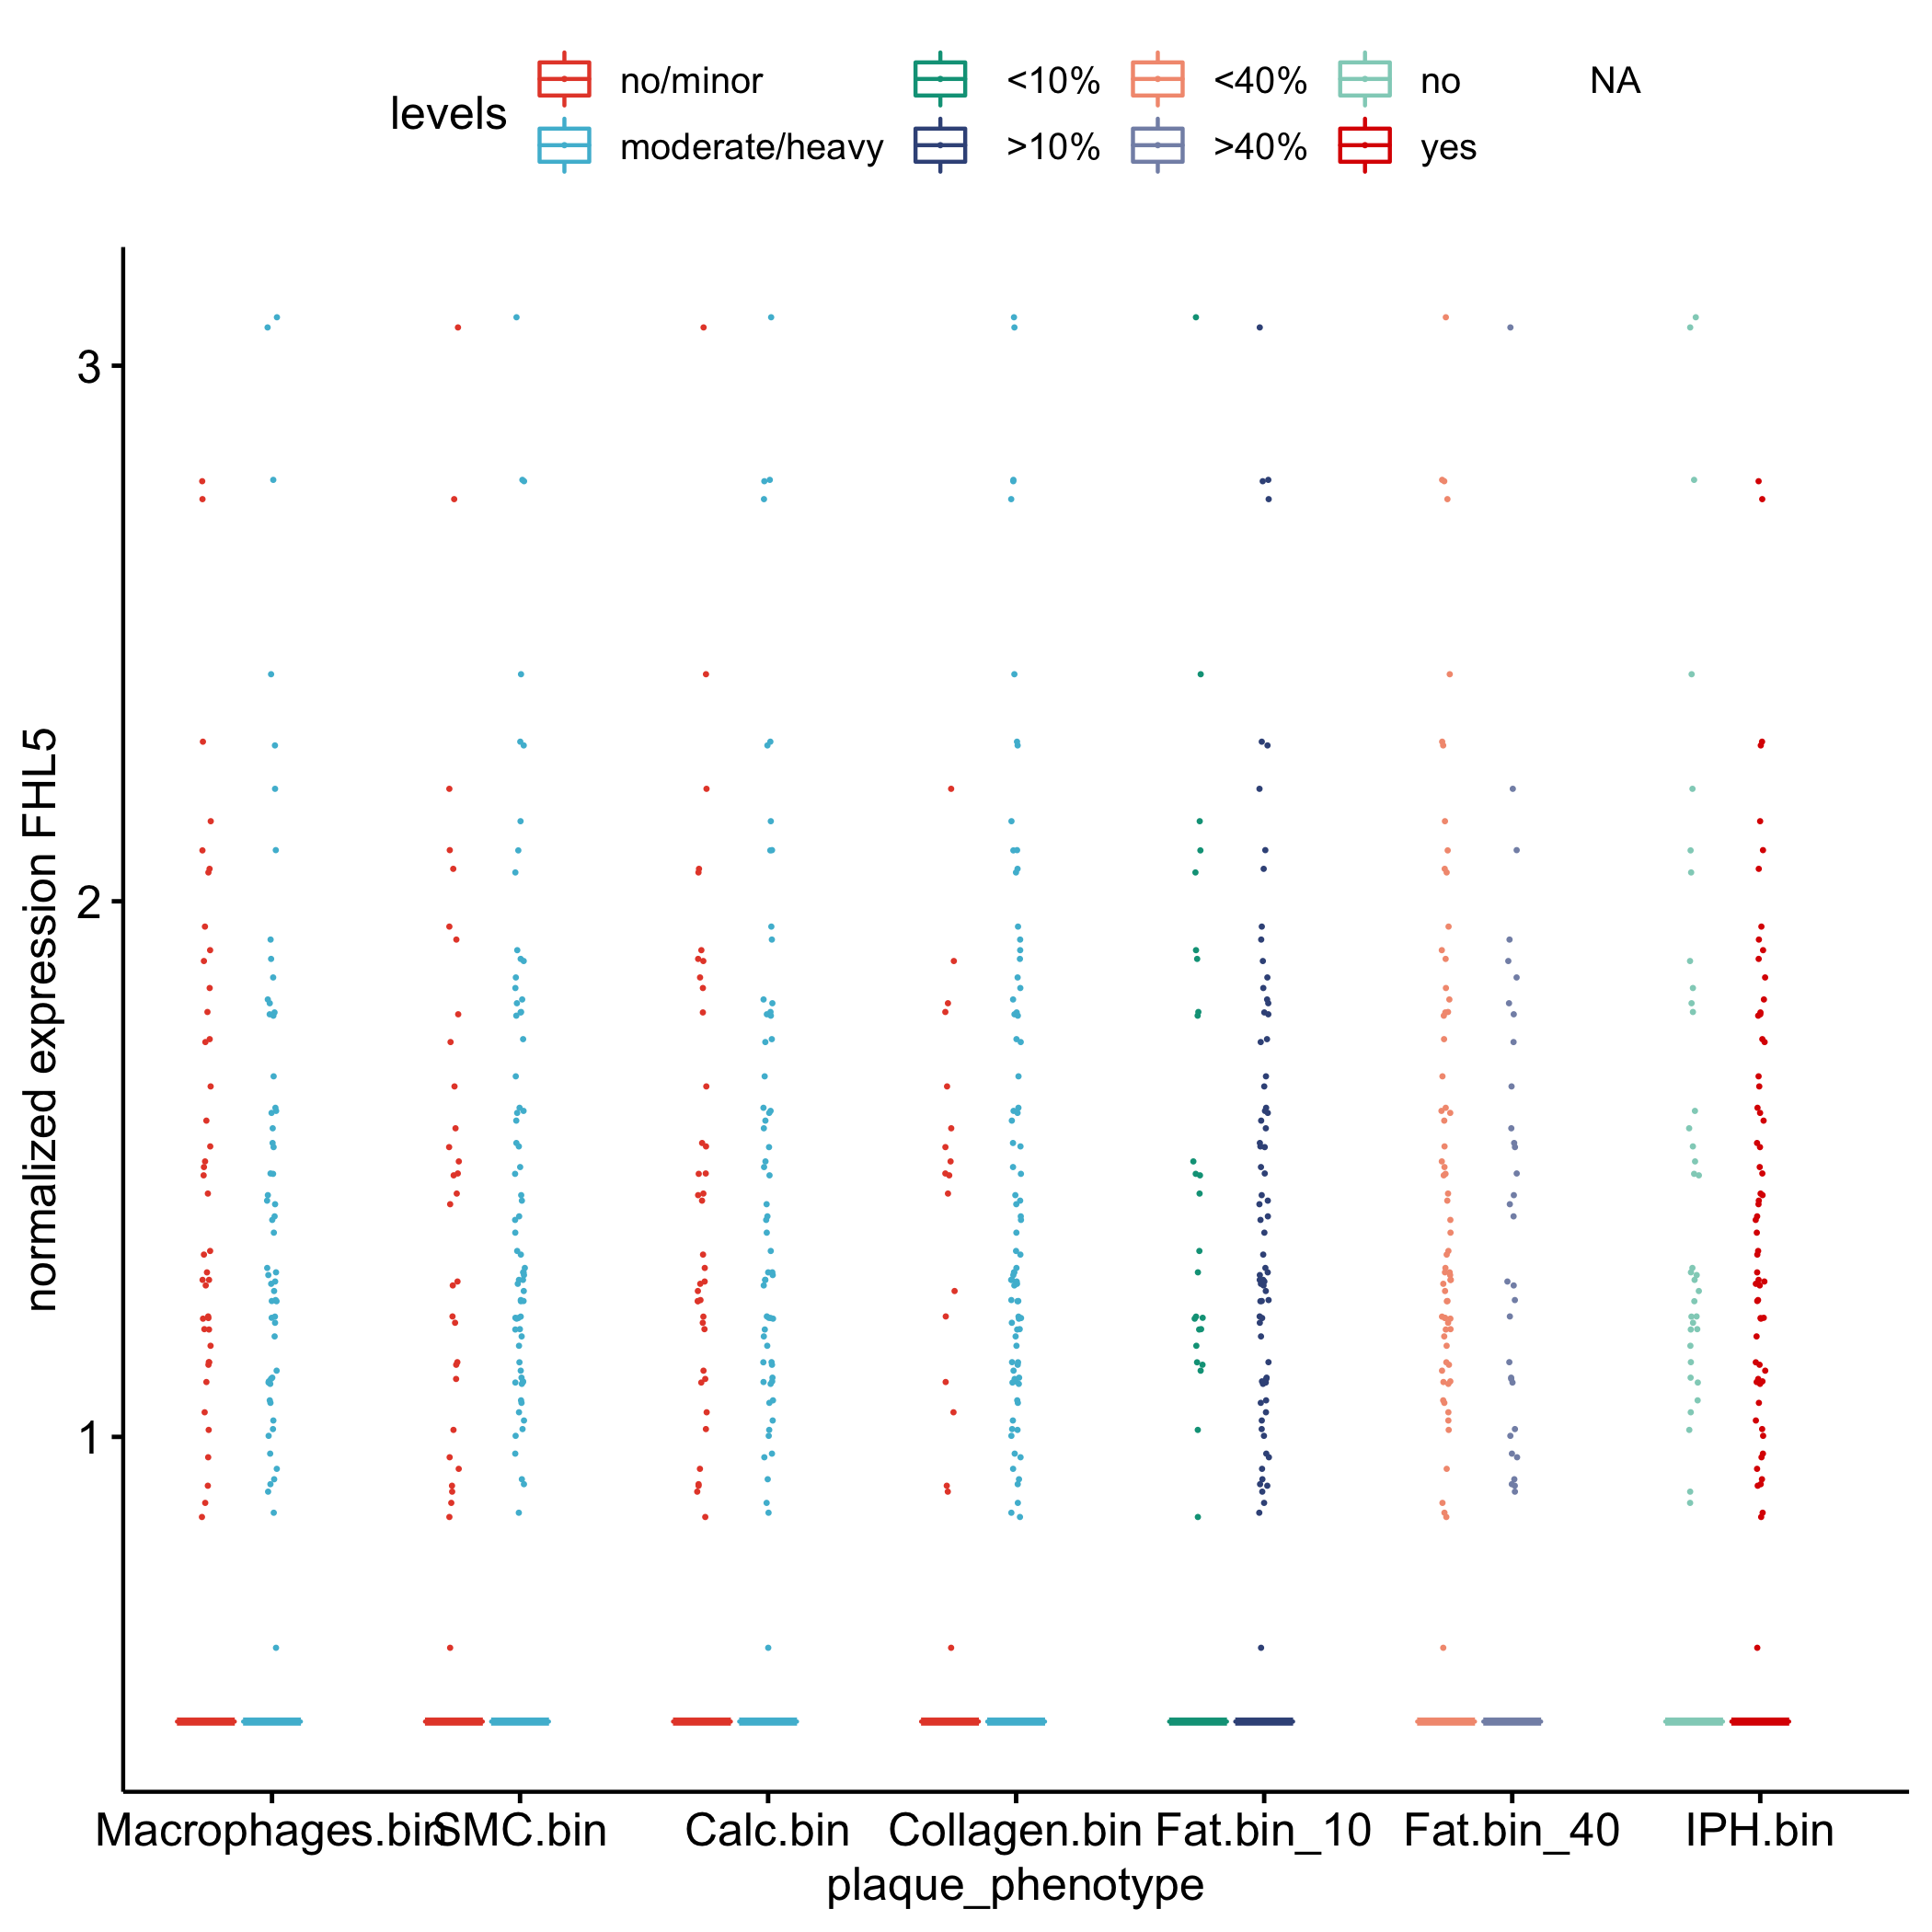 levels
no/minor <10% <40% no NA
moderate/heavy >10% >40% yes
normalized expression FHL5
3
2
1
Macrophages.bin SMC.bin Calc.bin Collagen.bin Fat.bin_10 Fat.bin_40 IPH.bin
plaque_phenotype